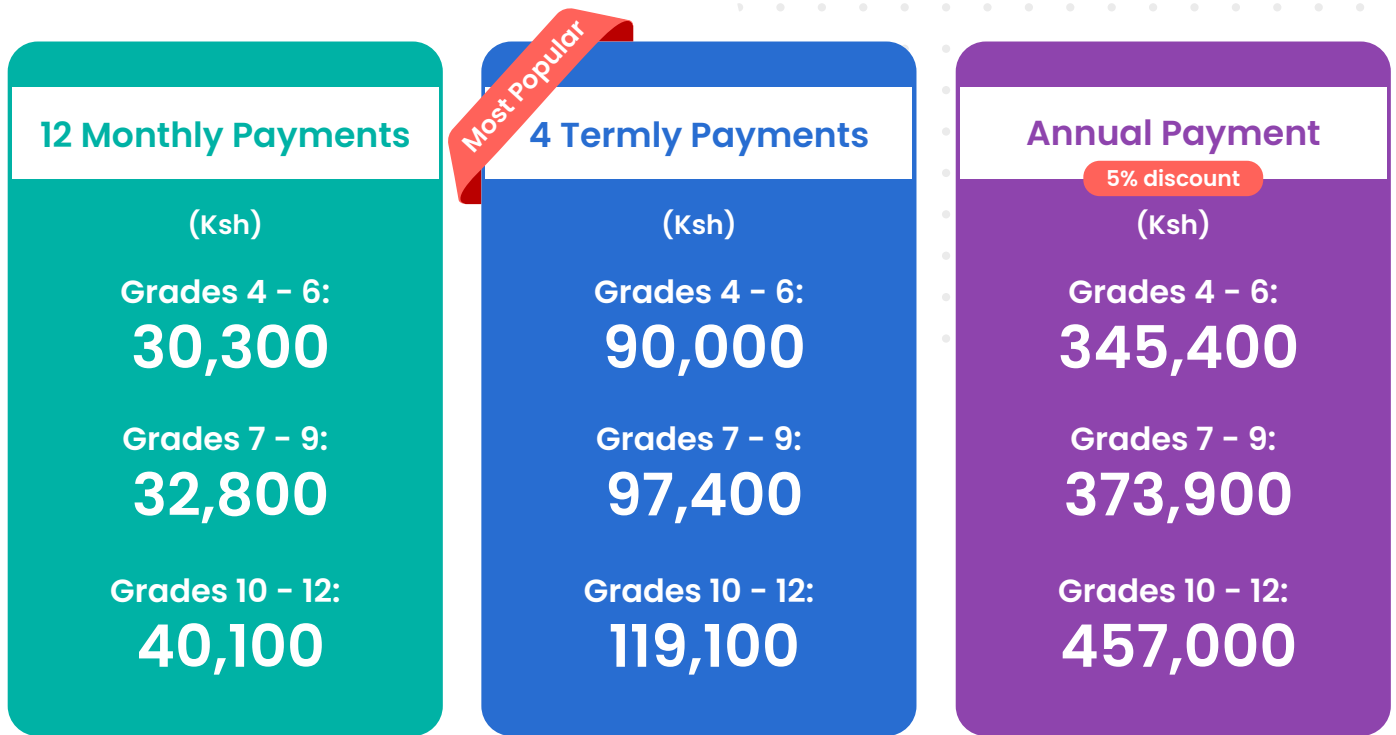 12 Monthly Payments
(Ksh)
Grades 4 - 6:
30,300
Grades 7 - 9:
32,800
Grades 10 - 12:
40,100
Most Popular
4 Termly Payments
(Ksh)
Grades 4 - 6:
90,000
Grades 7 - 9:
97,400
Grades 10 - 12:
119,100
Annual Payment
5% discount
(Ksh)
Grades 4 - 6:
345,400
Grades 7 - 9:
373,900
Grades 10 - 12:
457,000